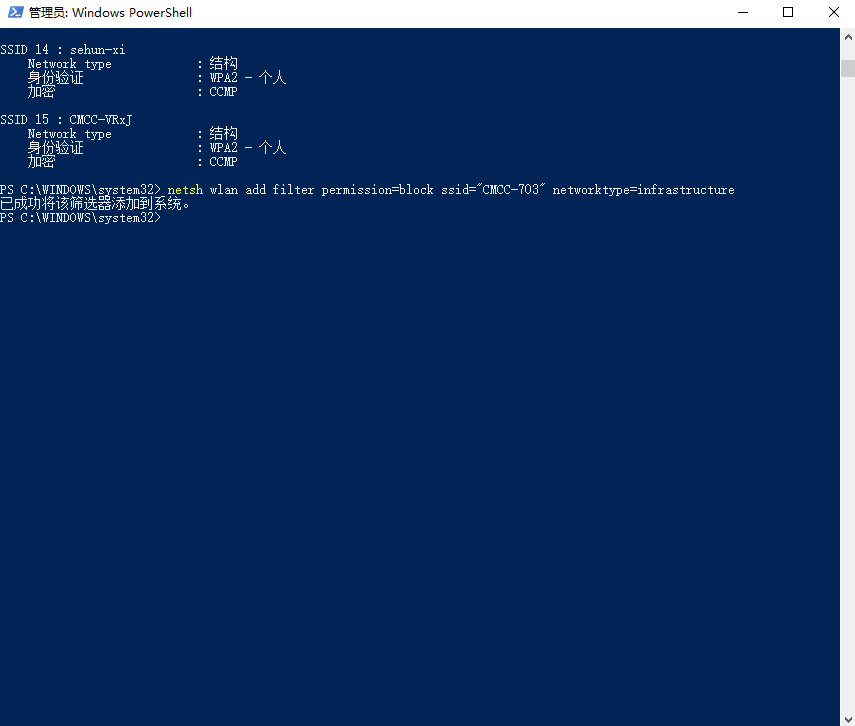 管理员: Windows PowerShell
SSID 14 : sehun-xi
Network type : 结构
身份验证 : WPA2 - 个人
加密 : CCMP
SSID 15 : CMCC-VRxJ
Network type : 结构
身份验证 : WPA2 - 个人
加密 : CCMP
PS C:\WINDOWS\system32> netsh wlan add filter permission=block ssid="CMCC-703" networktype=infrastructure
已成功将该筛选器添加到系统。
PS C:\WINDOWS\system32>